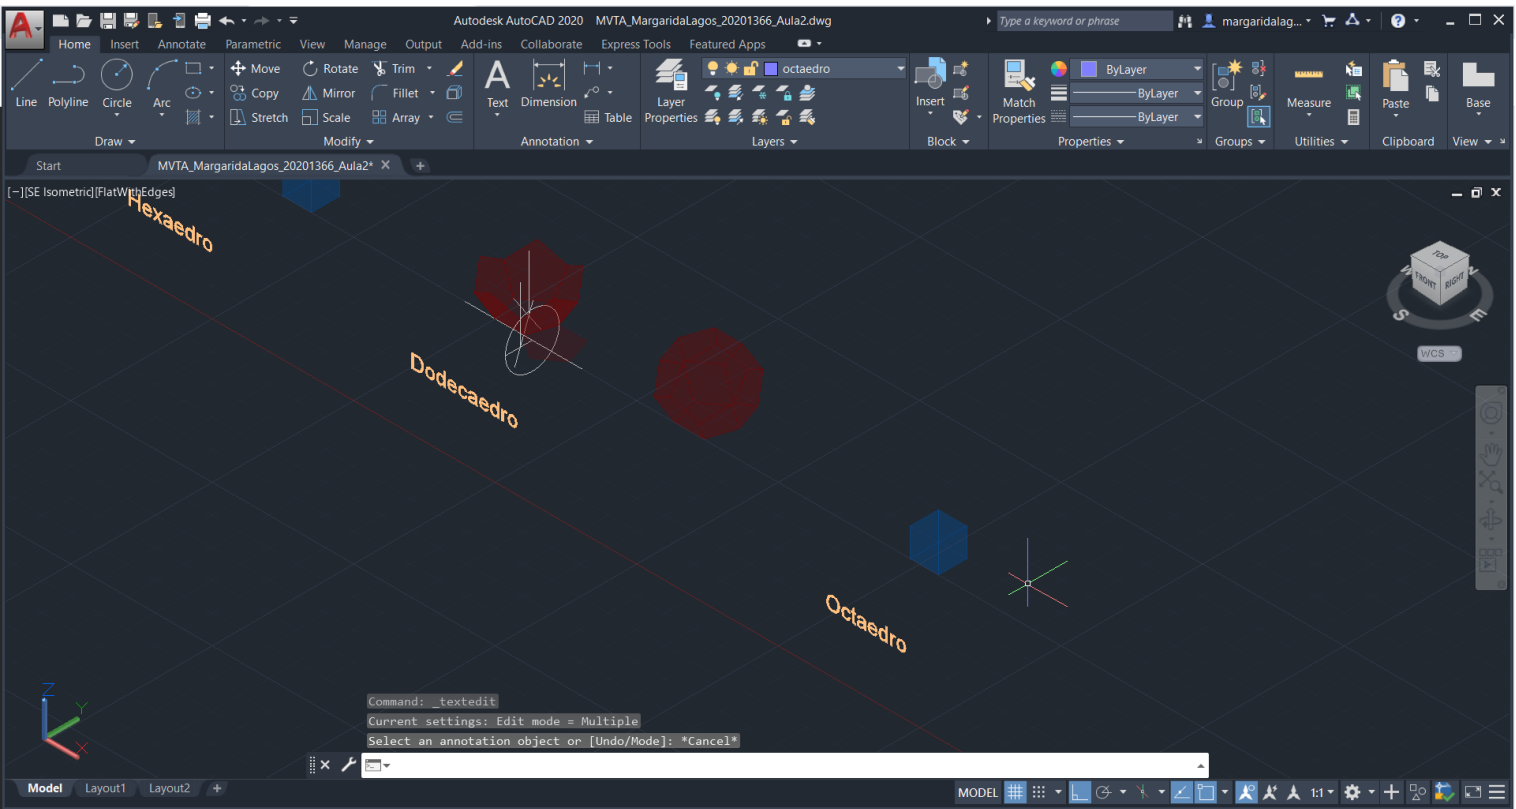 Autodesk AutoCAD 2020 MVTA_MargaridaLagos_20201366_Aula2.dwg
Type a keyword or phrase
margaridalag...
Home Insert Annotate Parametric View Manage Output Add-ins Collaborate Express Tools Featured Apps
Line Polyline Circle Arc
Move Rotate Trim
Copy Mirror Fillet
Stretch Scale Array
Text Dimension Table
Layer Properties
octaedro
Insert
Match Properties
ByLayer
ByLayer
ByLayer
Group
Measure
Paste
Base
Draw Modify Annotation Layers Block Properties Groups Utilities Clipboard View
Start MVTA_MargaridaLagos_20201366_Aula2*
[−][SE Isometric][FlatWithEdges]
Hexaedro
TOP
FRONT RIGHT
W N
S E
WCS
Dodecaedro
Octaedro
Z
Y
X
Command: _textedit
Current settings: Edit mode = Multiple
Select an annotation object or [Undo/Mode]: *Cancel*
Model Layout1 Layout2
MODEL 1:1